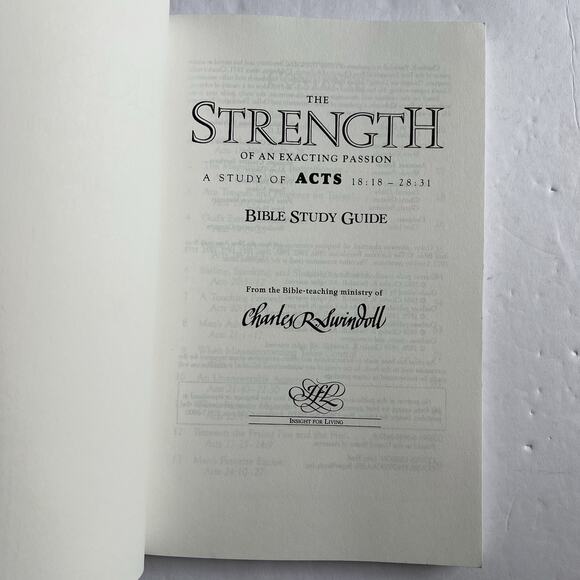 THE
STRENGTH
OF AN EXACTING PASSION
A STUDY OF ACTS 18:18 – 28:31
BIBLE STUDY GUIDE
From the Bible-teaching ministry of
Charles R. Swindoll
IFL
INSIGHT FOR LIVING